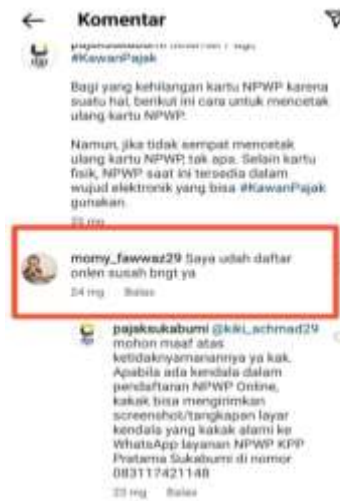 Komentar
#KawanPajak
Bagi yang kehilangan kartu NPWP karena
suatu hal, berikut ini cara untuk mencetak
ulang kartu NPWP.
Namun, jika tidak sempat mencetak
ulang kartu NPWP, tak apa. Selain kartu
fisik, NPWP saat ini tersedia dalam
wujud elektronik yang bisa #KawanPajak
gunakan.
momy_fawwaz29 Saya udah daftar
onlen susah bngt ya
24 mg Balas
pajaksukabumi @kiki_achmad29
mohon maaf atas
ketidaknyamanannya ya kak.
Apabila ada kendala dalam
pendaftaran NPWP Online,
kakak bisa mengirimkan
screenshot/tangkapan layar
kendala yang kakak alami ke
WhatsApp layanan NPWP KPP
Pratama Sukabumi di nomor
083117421148
23 mg Balas